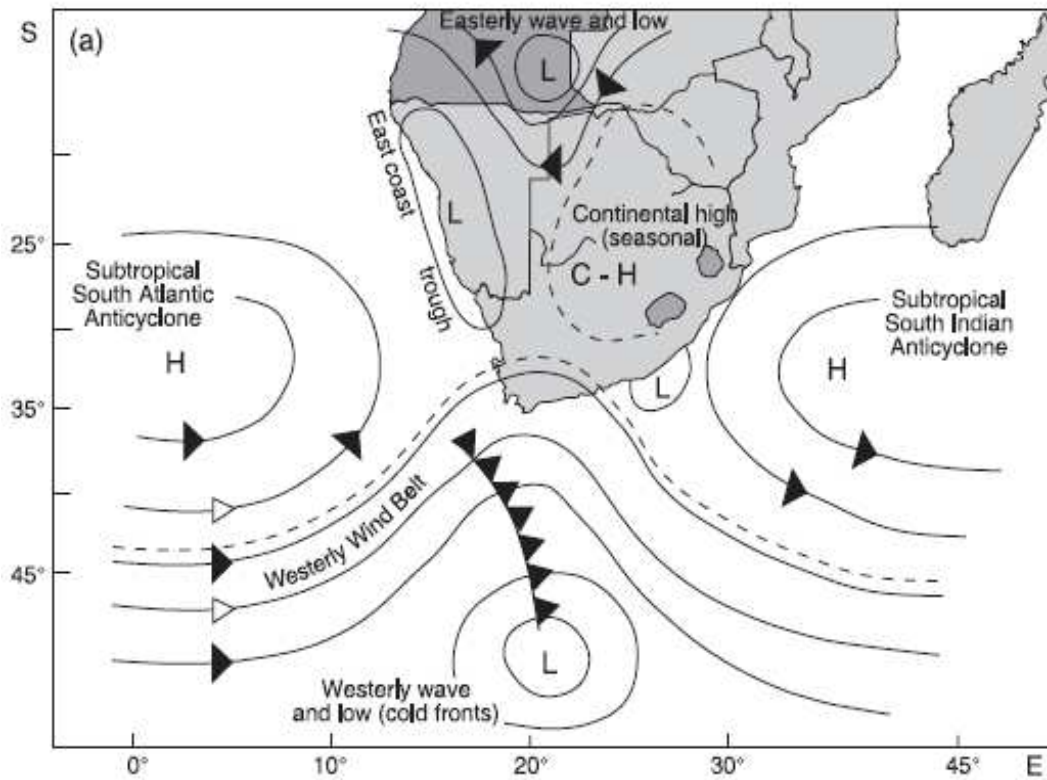 S
(a)
Easterly wave and low
L
East coast
trough
L
Continental high
(seasonal)
C - H
25°
Subtropical
South Atlantic
Anticyclone
H
Subtropical
South Indian
Anticyclone
H
L
35°
Westerly Wind Belt
45°
L
Westerly wave
and low (cold fronts)
0°
10°
20°
30°
45°
E